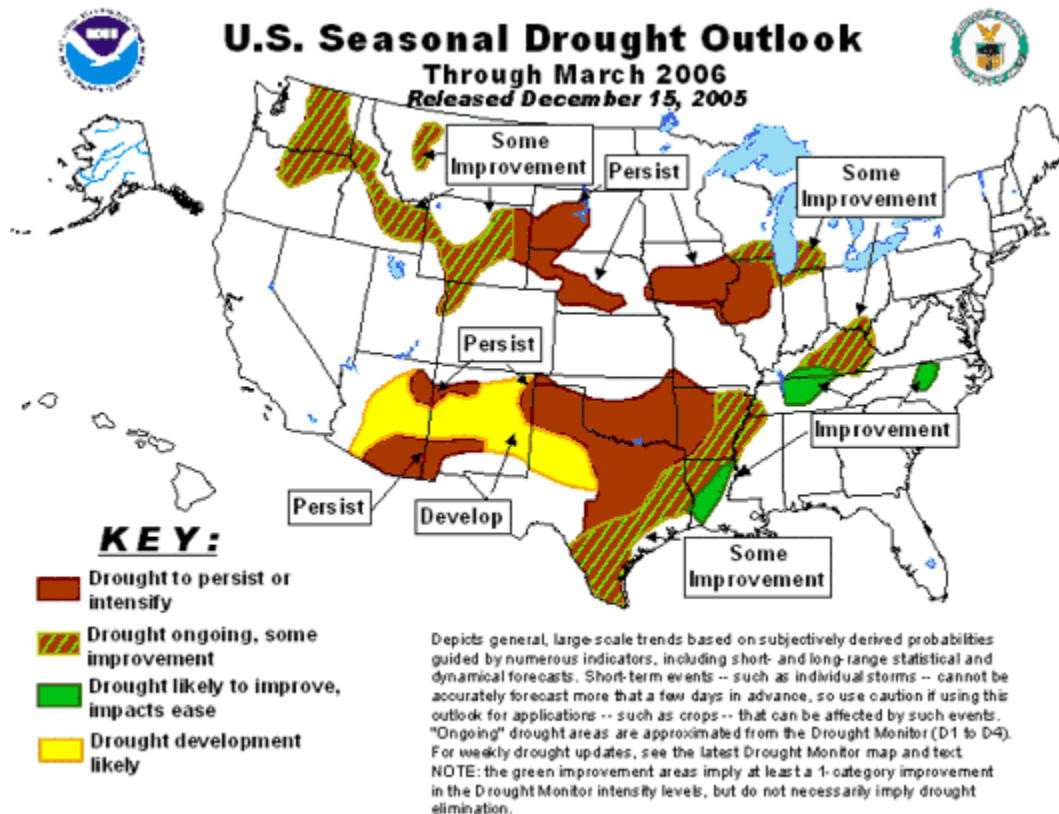 U.S. Seasonal Drought Outlook
Through March 2006
Released December 15, 2005
Some
Improvement
Persist
Some
Improvement
Persist
Improvement
Persist
Develop
Some
Improvement
KEY:
Drought to persist or
intensify
Drought ongoing, some
improvement
Drought likely to improve,
impacts ease
Drought development
likely
Depicts general, large-scale trends based on subjectively derived probabilities
guided by numerous indicators, including short- and long-range statistical and
dynamical forecasts. Short-term events -- such as individual storms -- cannot be
accurately forecast more that a few days in advance, so use caution if using this
outlook for applications -- such as crops -- that can be affected by such events.
"Ongoing" drought areas are approximated from the Drought Monitor (D1 to D4).
For weekly drought updates, see the latest Drought Monitor map and text.
NOTE: the green improvement areas imply at least a 1-category improvement
in the Drought Monitor intensity levels, but do not necessarily imply drought
elimination.